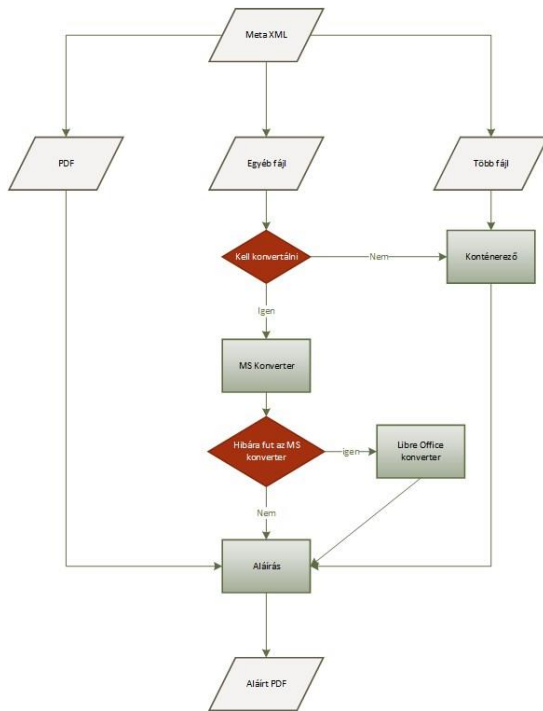 Meta XML
PDF
Egyéb fájl
Több fájl
Kell konvertálni
Nem
Konténerező
Igen
MS Konverter
Hibára fut az MS
konverter
igen
Libre Office
konverter
Nem
Aláírás
Aláírt PDF